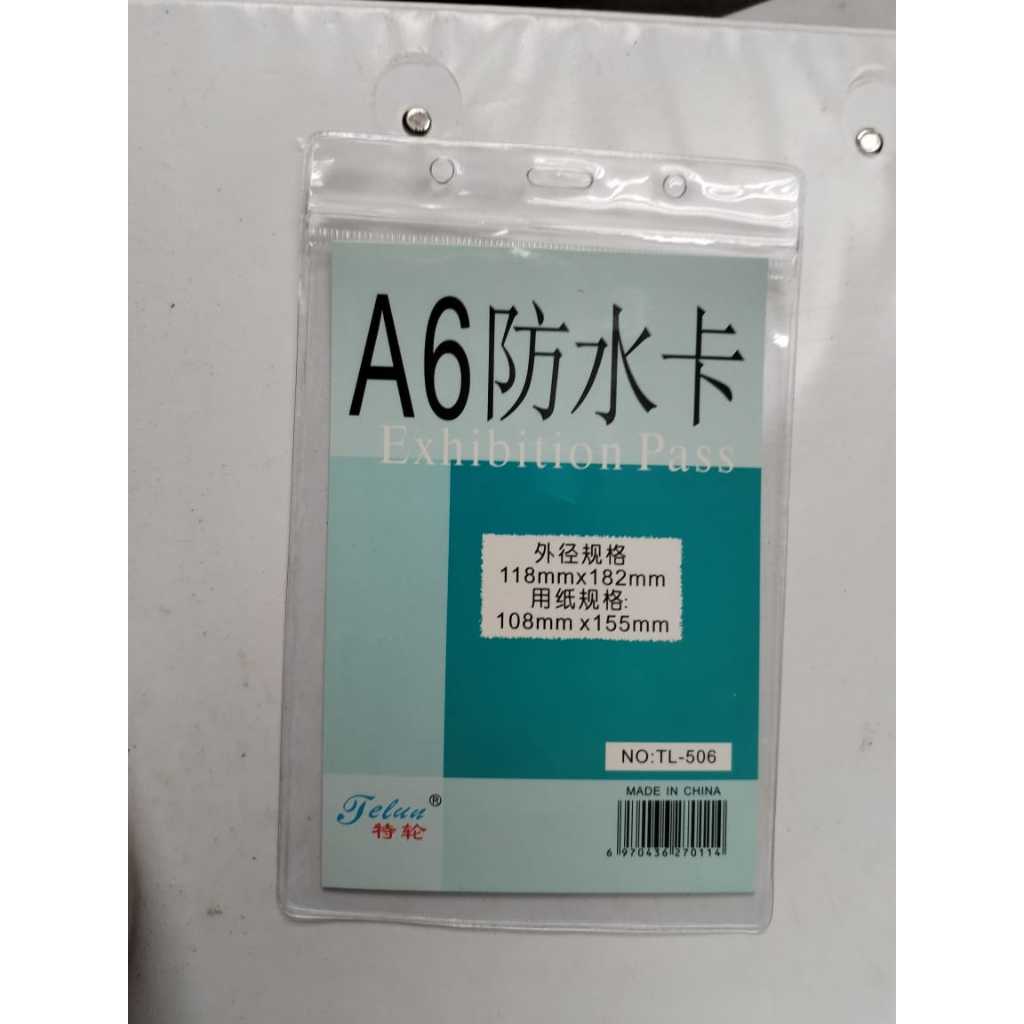 A6防水卡
Exhibition Pass
外径规格
118mmx182mm
用纸规格:
108mm x155mm
NO:TL-506
MADE IN CHINA
Telun®
特轮
6 970436 270114